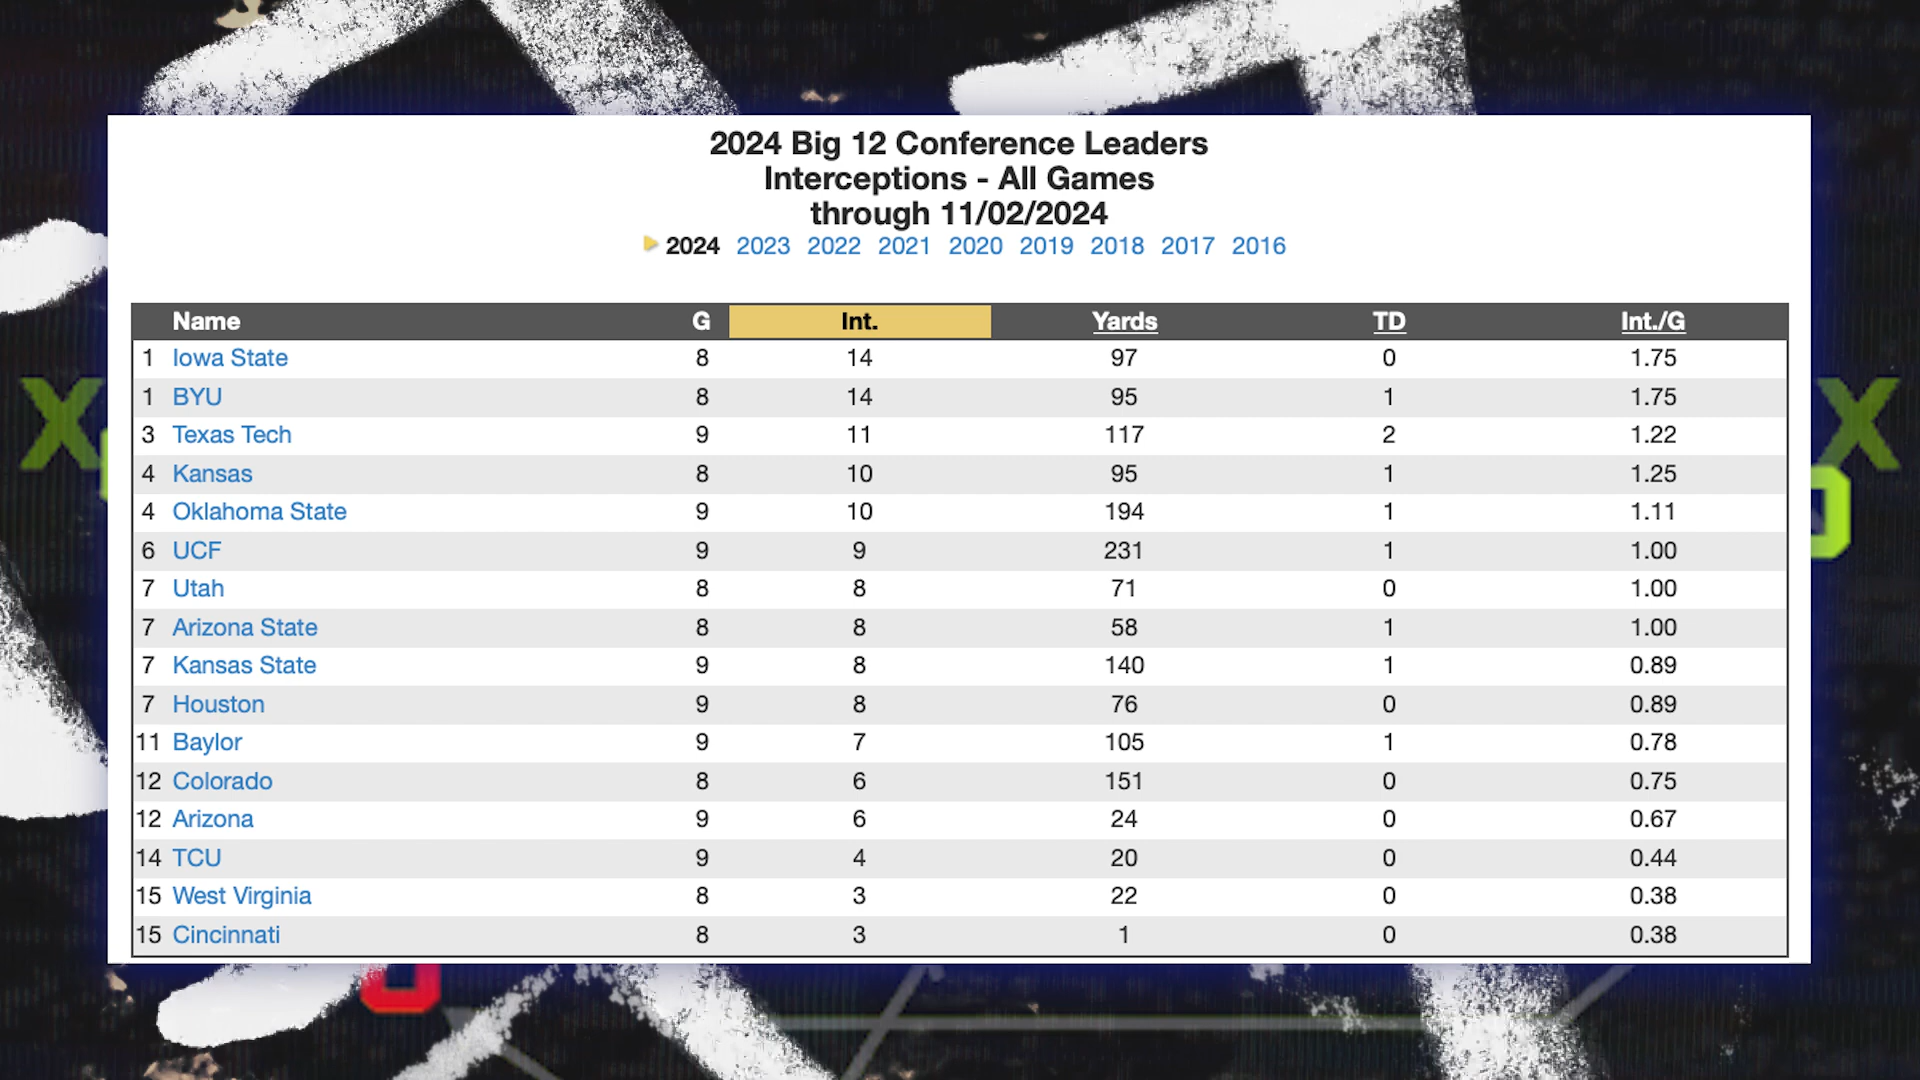 2024 Big 12 Conference Leaders
Interceptions - All Games
through 11/02/2024
2024 2023 2022 2021 2020 2019 2018 2017 2016
Name G Int. Yards TD Int./G
1 Iowa State 8 14 97 0 1.75
1 BYU 8 14 95 1 1.75
3 Texas Tech 9 11 117 2 1.22
4 Kansas 8 10 95 1 1.25
4 Oklahoma State 9 10 194 1 1.11
6 UCF 9 9 231 1 1.00
7 Utah 8 8 71 0 1.00
7 Arizona State 8 8 58 1 1.00
7 Kansas State 9 8 140 1 0.89
7 Houston 9 8 76 0 0.89
11 Baylor 9 7 105 1 0.78
12 Colorado 8 6 151 0 0.75
12 Arizona 9 6 24 0 0.67
14 TCU 9 4 20 0 0.44
15 West Virginia 8 3 22 0 0.38
15 Cincinnati 8 3 1 0 0.38